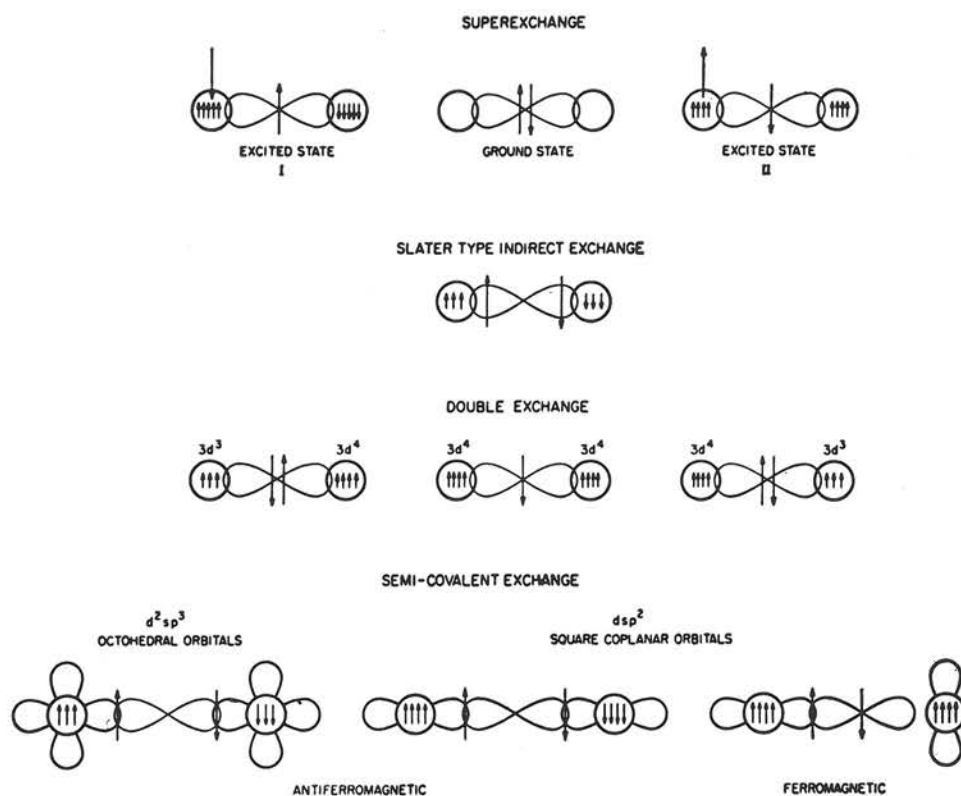 SUPEREXCHANGE
EXCITED STATE GROUND STATE EXCITED STATE
I II
SLATER TYPE INDIRECT EXCHANGE
DOUBLE EXCHANGE
3d³ 3d⁴ 3d⁴ 3d⁴ 3d⁴ 3d³
SEMI-COVALENT EXCHANGE
d²sp³ dsp²
OCTOHEDRAL ORBITALS SQUARE COPLANAR ORBITALS
ANTIFERROMAGNETIC FERROMAGNETIC